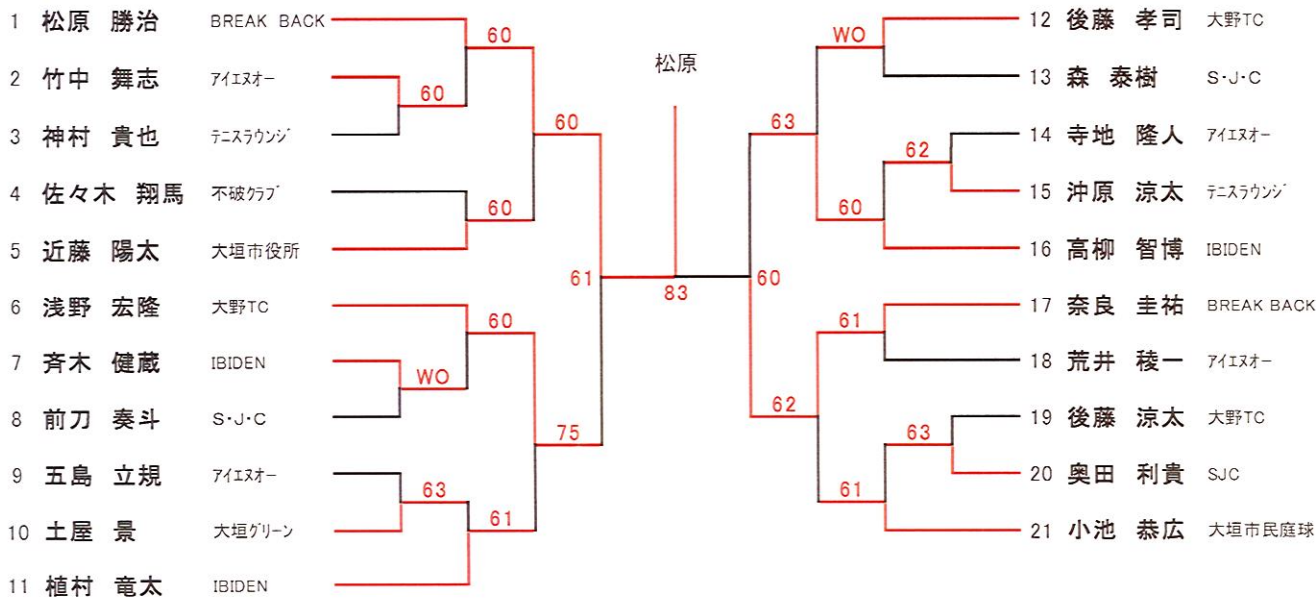 1 松原 勝治 BREAK BACK
2 竹中 舞志 アイエヌオー
3 神村 貴也 テニスラウンジ
4 佐々木 翔馬 不破クラブ
5 近藤 陽太 大垣市役所
6 浅野 宏隆 大野TC
7 斉木 健蔵 IBIDEN
8 前刀 奏斗 S・J・C
9 五島 立規 アイエヌオー
10 土屋 景 大垣グリーン
11 植村 竜太 IBIDEN
60
60
60
60
60
WO
63
61
75
61
松原
83
WO
63
62
60
60
61
62
63
61
12 後藤 孝司 大野TC
13 森 泰樹 S・J・C
14 寺地 隆人 アイエヌオー
15 沖原 涼太 テニスラウンジ
16 高柳 智博 IBIDEN
17 奈良 圭祐 BREAK BACK
18 荒井 稜一 アイエヌオー
19 後藤 涼太 大野TC
20 奥田 利貴 SJC
21 小池 恭広 大垣市民庭球